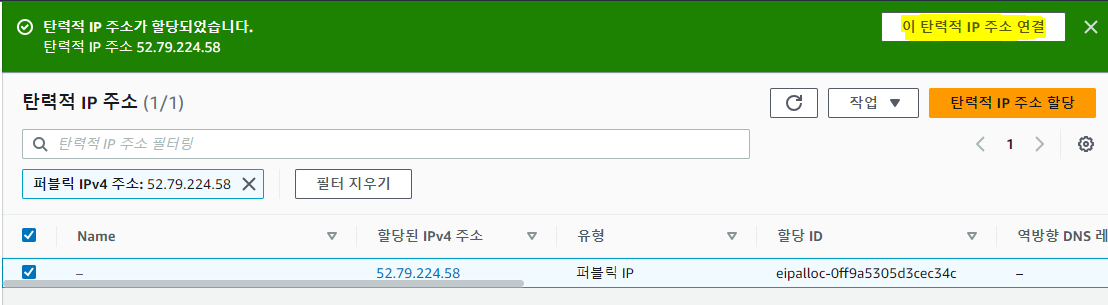 탄력적 IP 주소가 할당되었습니다.
이 탄력적 IP 주소 연결
탄력적 IP 주소 52.79.224.58
탄력적 IP 주소 (1/1)
작업
탄력적 IP 주소 할당
탄력적 IP 주소 필터링
1
퍼블릭 IPv4 주소: 52.79.224.58
필터 지우기
Name 할당된 IPv4 주소 유형 할당 ID 역방향 DNS 레
– 52.79.224.58 퍼블릭 IP eipalloc-0ff9a5305d3cec34c –